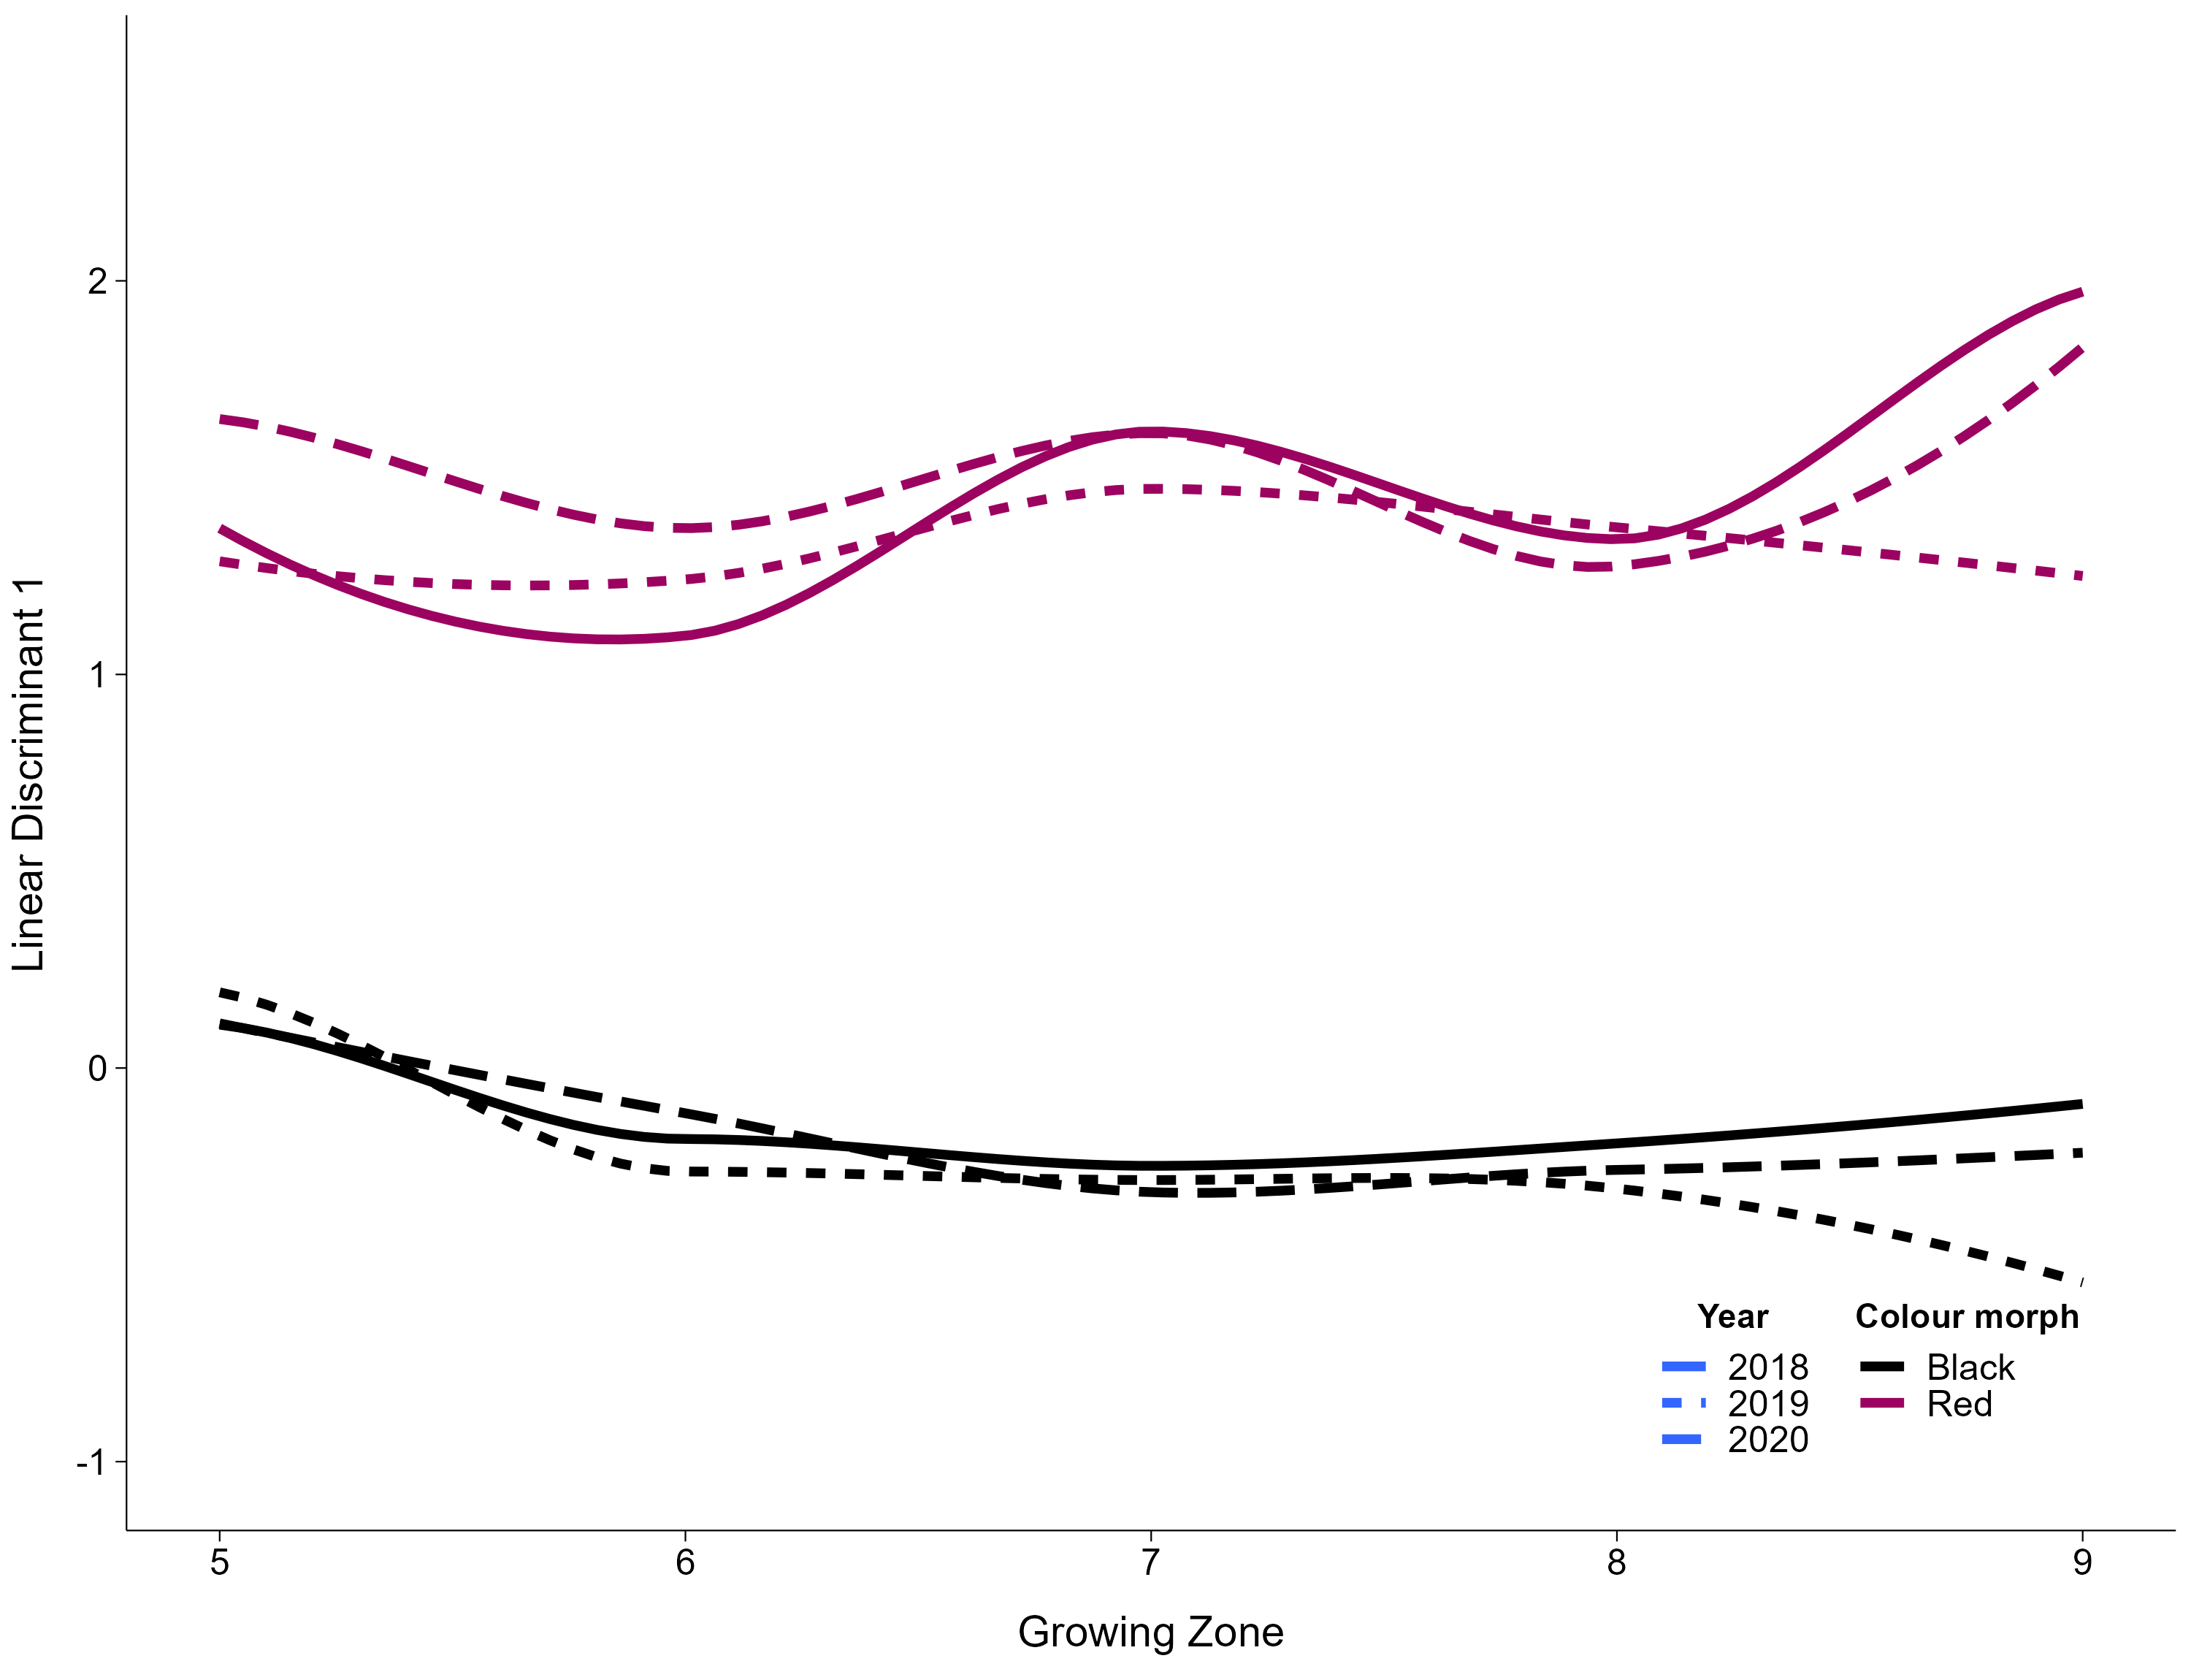 Linear Discriminant 1
2
1
0
-1
Year
2018
2019
2020
Colour morph
Black
Red
5 6 7 8 9
Growing Zone